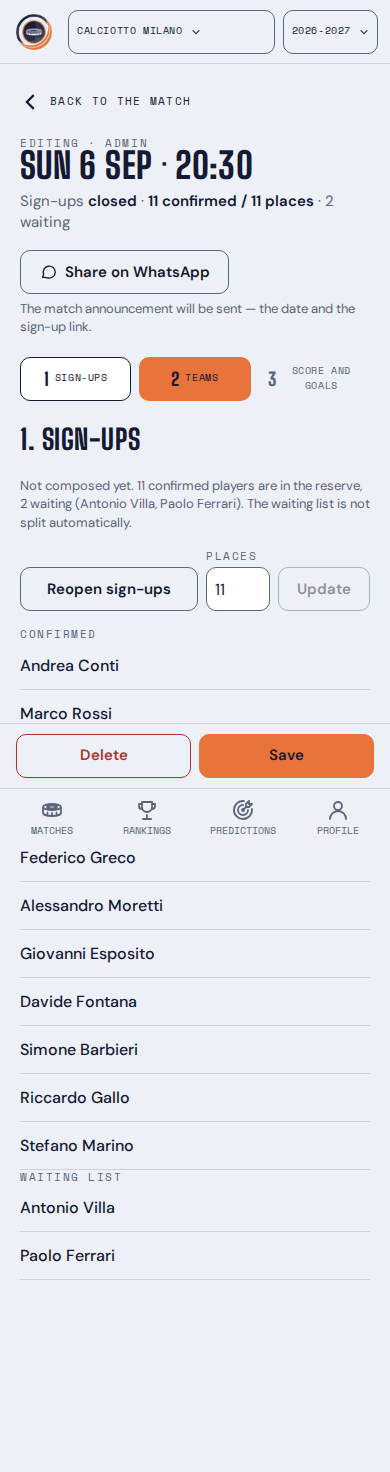 CALCIOTTO MILANO
2026-2027
BACK TO THE MATCH
EDITING · ADMIN
SUN 6 SEP · 20:30
Sign-ups closed · 11 confirmed / 11 places · 2
waiting
Share on WhatsApp
The match announcement will be sent — the date and the
sign-up link.
1 SIGN-UPS
2 TEAMS
3 SCORE AND
GOALS
1. SIGN-UPS
Not composed yet. 11 confirmed players are in the reserve,
2 waiting (Antonio Villa, Paolo Ferrari). The waiting list is not
split automatically.
PLACES
Reopen sign-ups
11
Update
CONFIRMED
Andrea Conti
Marco Rossi
Delete
Save
MATCHES
RANKINGS
PREDICTIONS
PROFILE
Federico Greco
Alessandro Moretti
Giovanni Esposito
Davide Fontana
Simone Barbieri
Riccardo Gallo
Stefano Marino
WAITING LIST
Antonio Villa
Paolo Ferrari